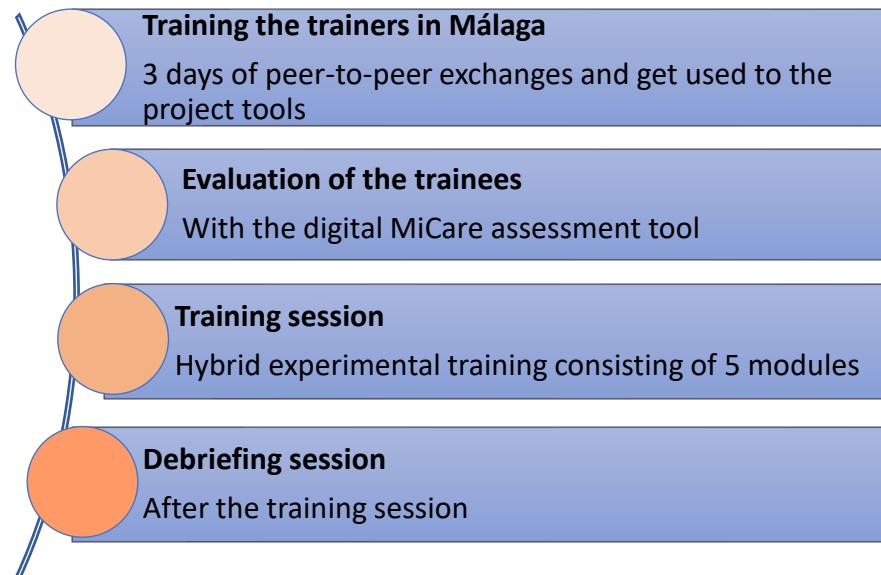 Training the trainers in Málaga
3 days of peer-to-peer exchanges and get used to the
project tools
Evaluation of the trainees
With the digital MiCare assessment tool
Training session
Hybrid experimental training consisting of 5 modules
Debriefing session
After the training session